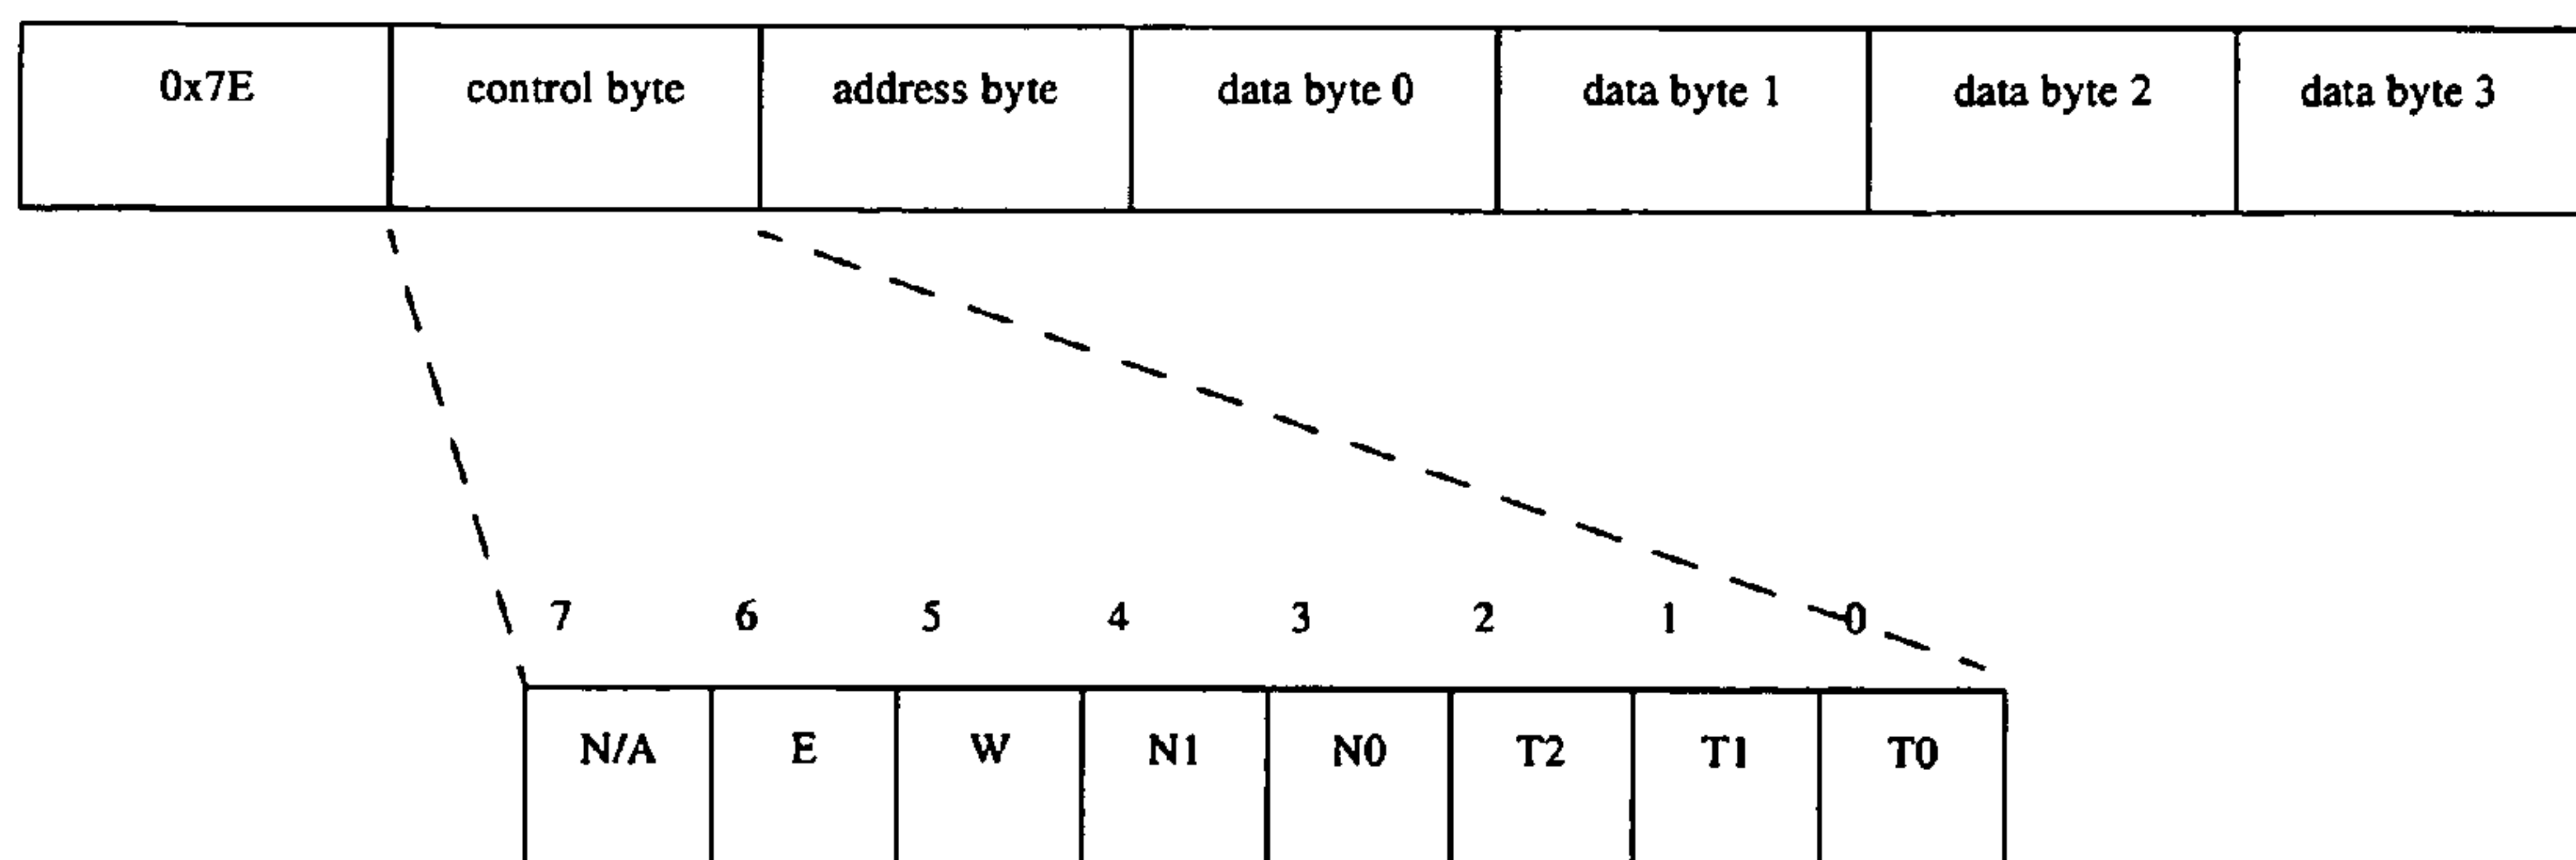 0x7E control byte address byte data byte 0 data byte 1 data byte 2 data byte 3
7 6 5 4 3 2 1 0
N/A E W N1 N0 T2 T1 T0